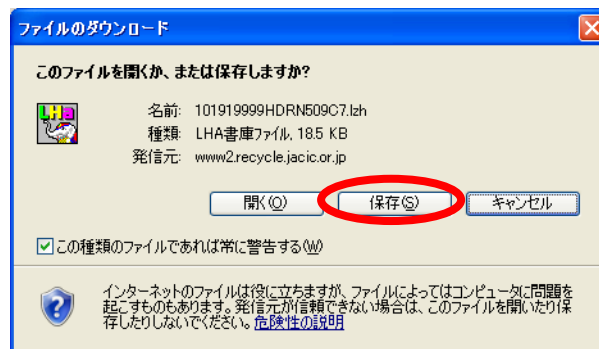 ファイルのダウンロード
このファイルを開くか、または保存しますか?
LHa
名前: 101919999HDRN509C7.lzh
種類: LHA書庫ファイル, 18.5 KB
発信元: www2.recycle.jacic.or.jp
開く(O) 保存(S) キャンセル
この種類のファイルであれば常に警告する(W)
インターネットのファイルは役に立ちますが、ファイルによってはコンピュータに問題を
起こすものもあります。発信元が信頼できない場合は、このファイルを開いたり保
存したりしないでください。危険性の説明